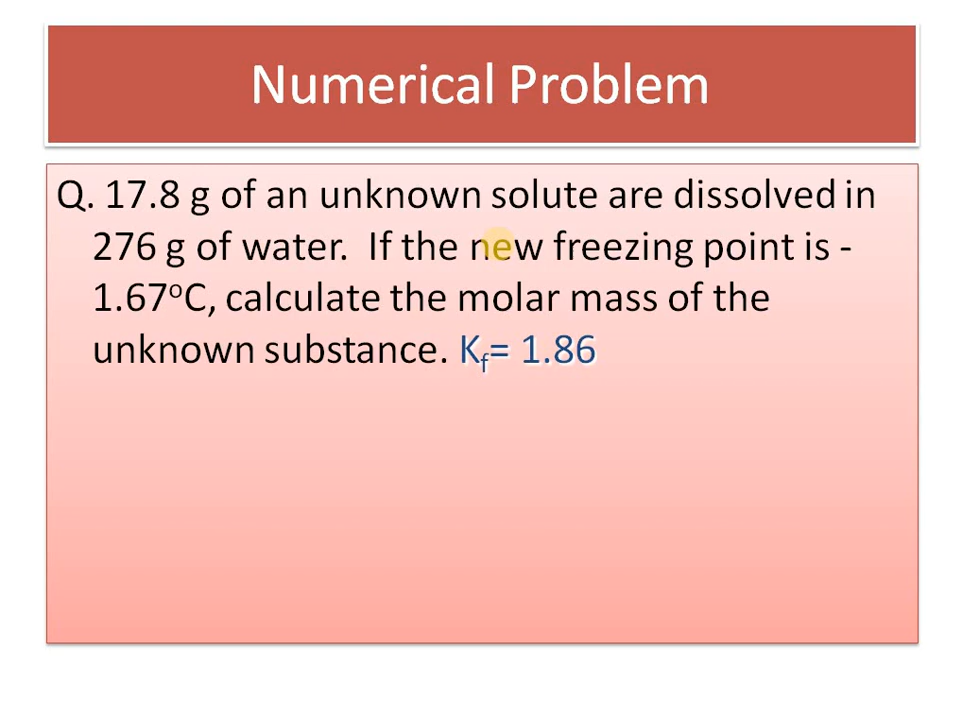 Numerical Problem
Q. 17.8 g of an unknown solute are dissolved in
276 g of water.  If the new freezing point is -
1.67ºC, calculate the molar mass of the
unknown substance. Kf= 1.86